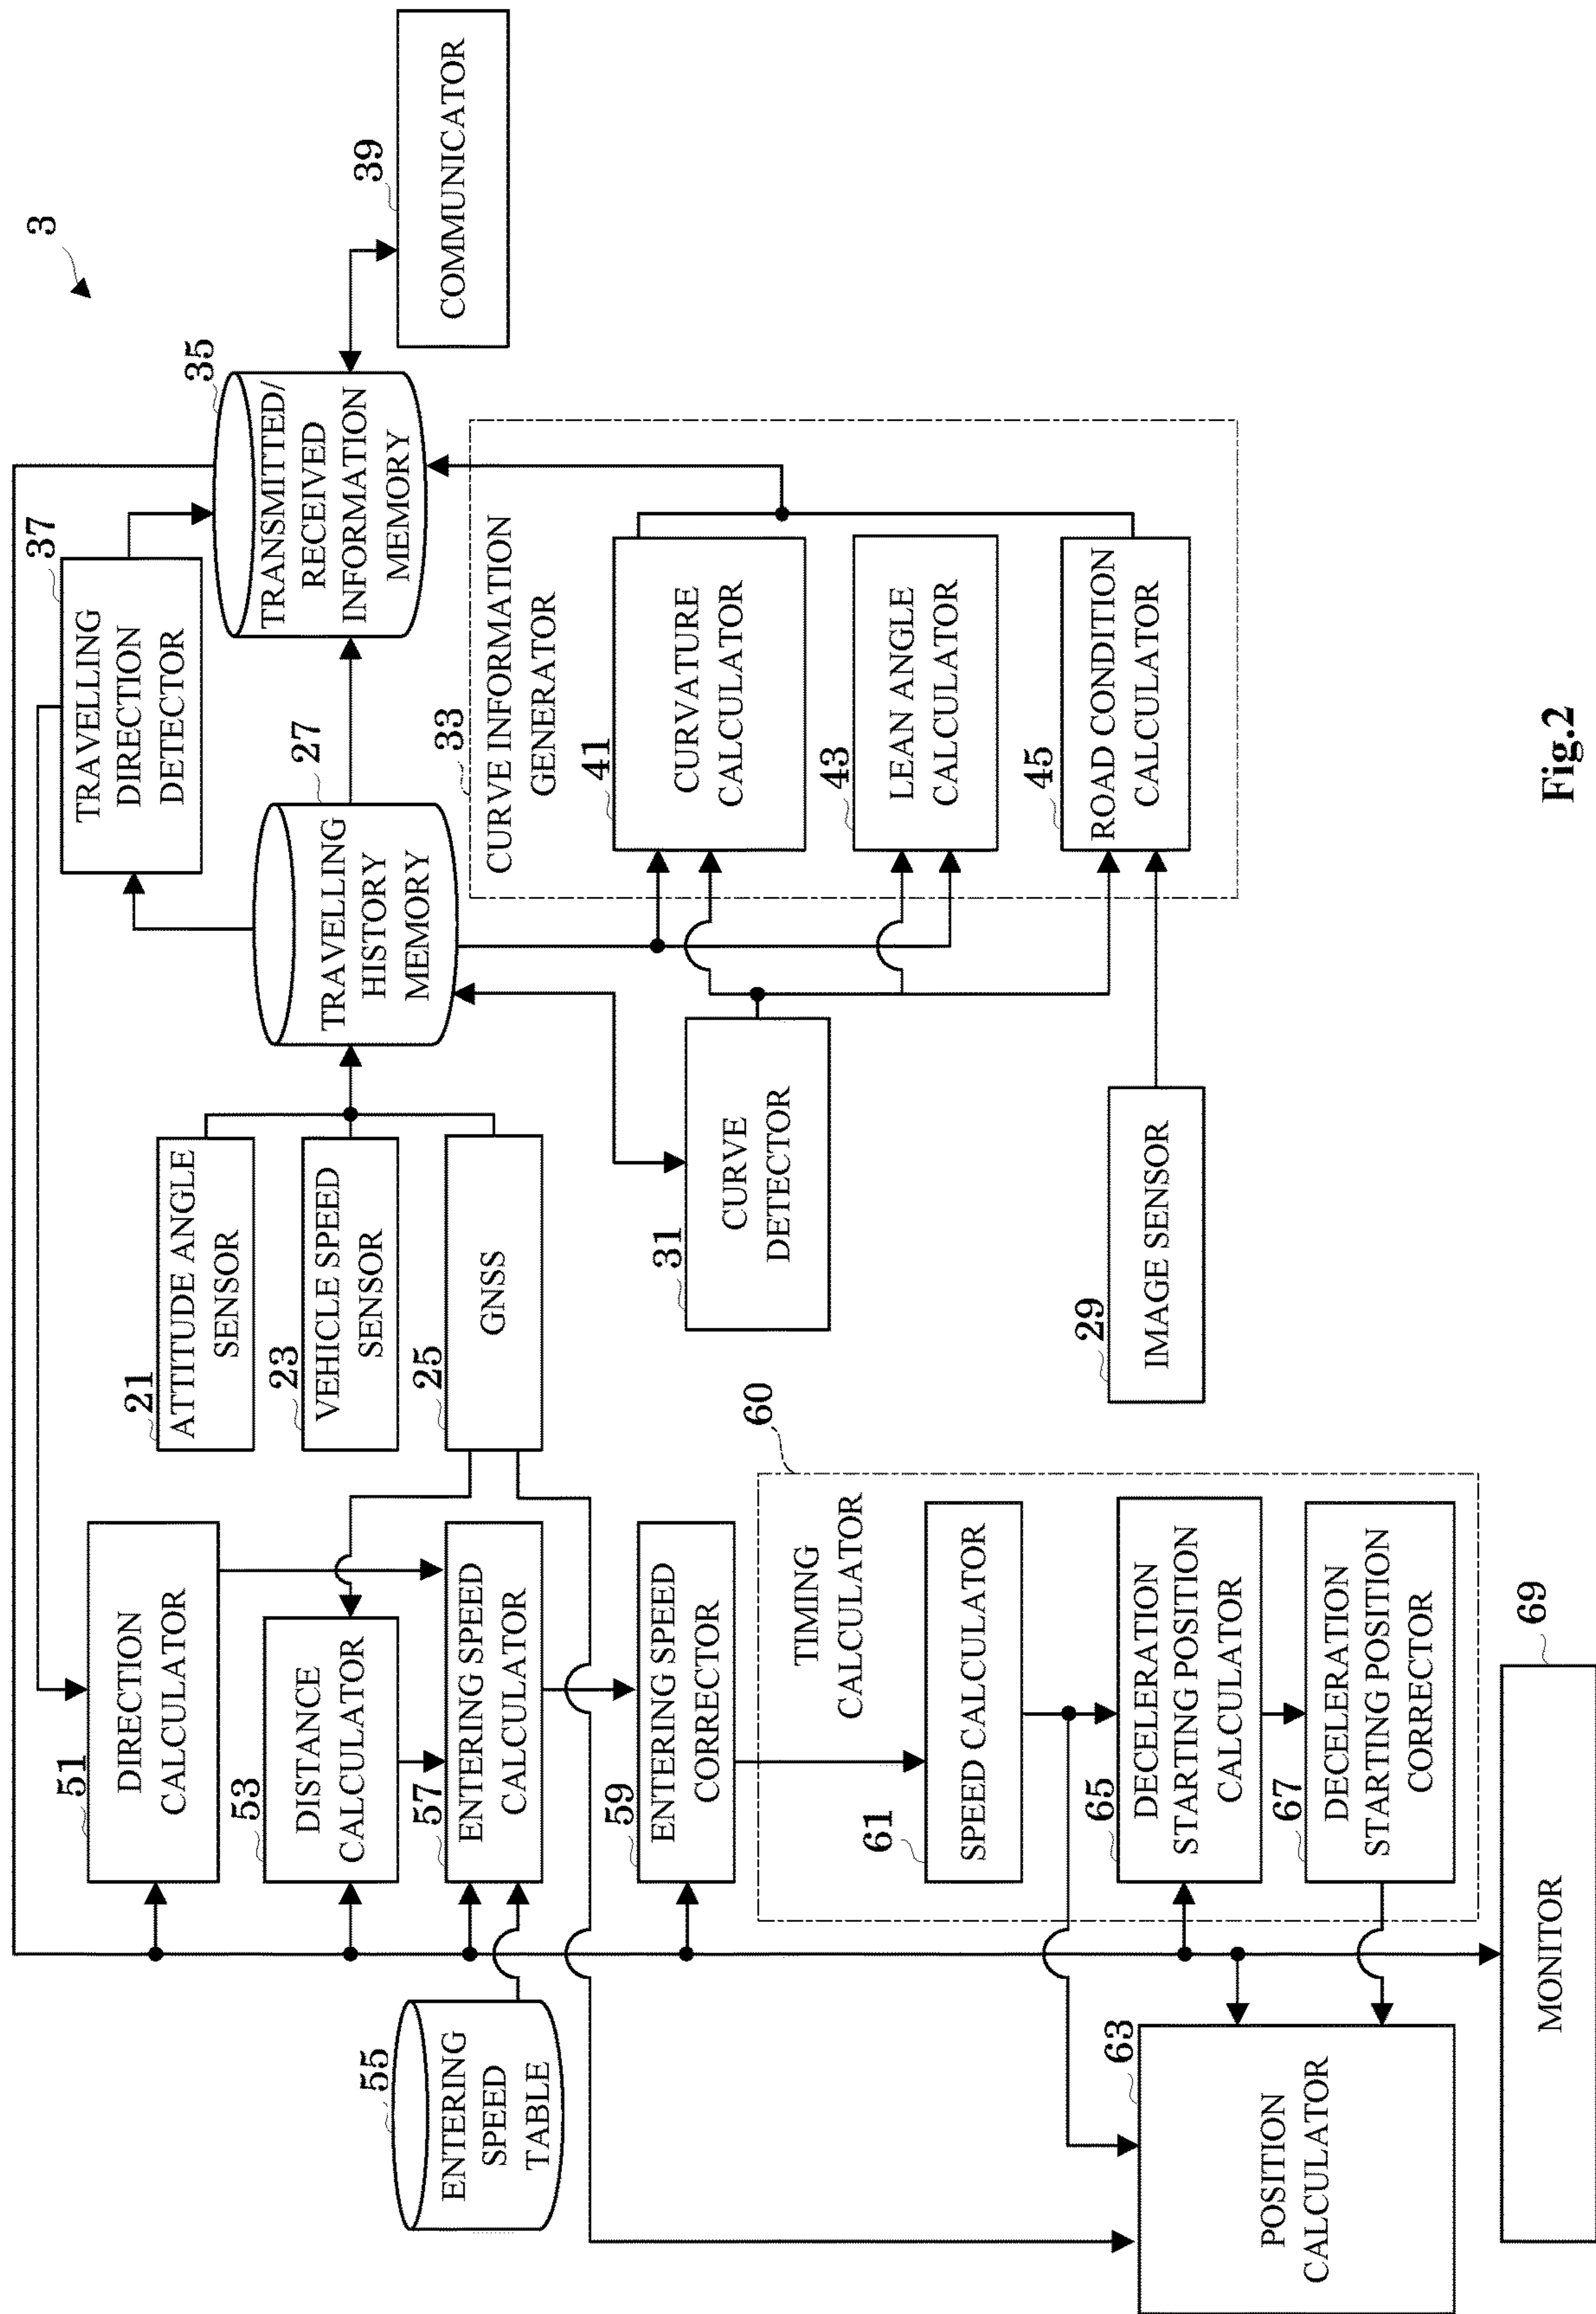 3
51
DIRECTION
CALCULATOR
53
DISTANCE
CALCULATOR
55
ENTERING
SPEED
TABLE
57
ENTERING SPEED
CALCULATOR
59
ENTERING SPEED
CORRECTOR
60
TIMING
CALCULATOR
61
SPEED CALCULATOR
65
DECELERATION
STARTING POSITION
CALCULATOR
67
DECELERATION
STARTING POSITION
CORRECTOR
63
POSITION
CALCULATOR
69
MONITOR
21
ATTITUDE ANGLE
SENSOR
23
VEHICLE SPEED
SENSOR
25
GNSS
27
TRAVELLING
HISTORY
MEMORY
31
CURVE
DETECTOR
29
IMAGE SENSOR
37
TRAVELLING
DIRECTION
DETECTOR
35
TRANSMITTED/
RECEIVED
INFORMATION
MEMORY
39
COMMUNICATOR
33
CURVE INFORMATION
GENERATOR
41
CURVATURE
CALCULATOR
43
LEAN ANGLE
CALCULATOR
45
ROAD CONDITION
CALCULATOR
Fig.2